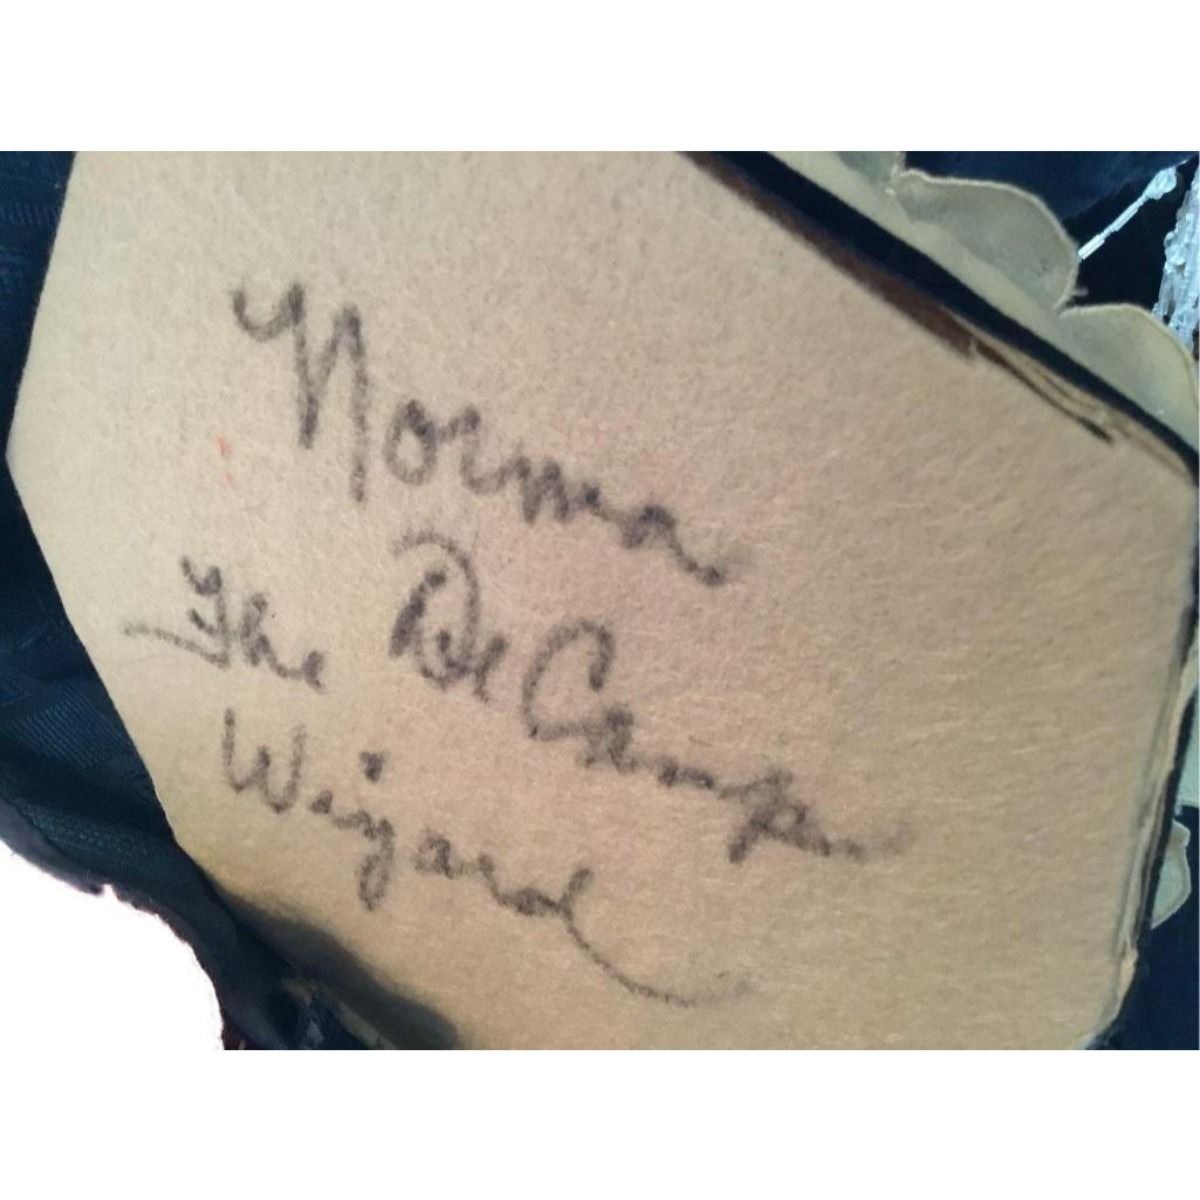 Norma
DeCamp
The
Wizard